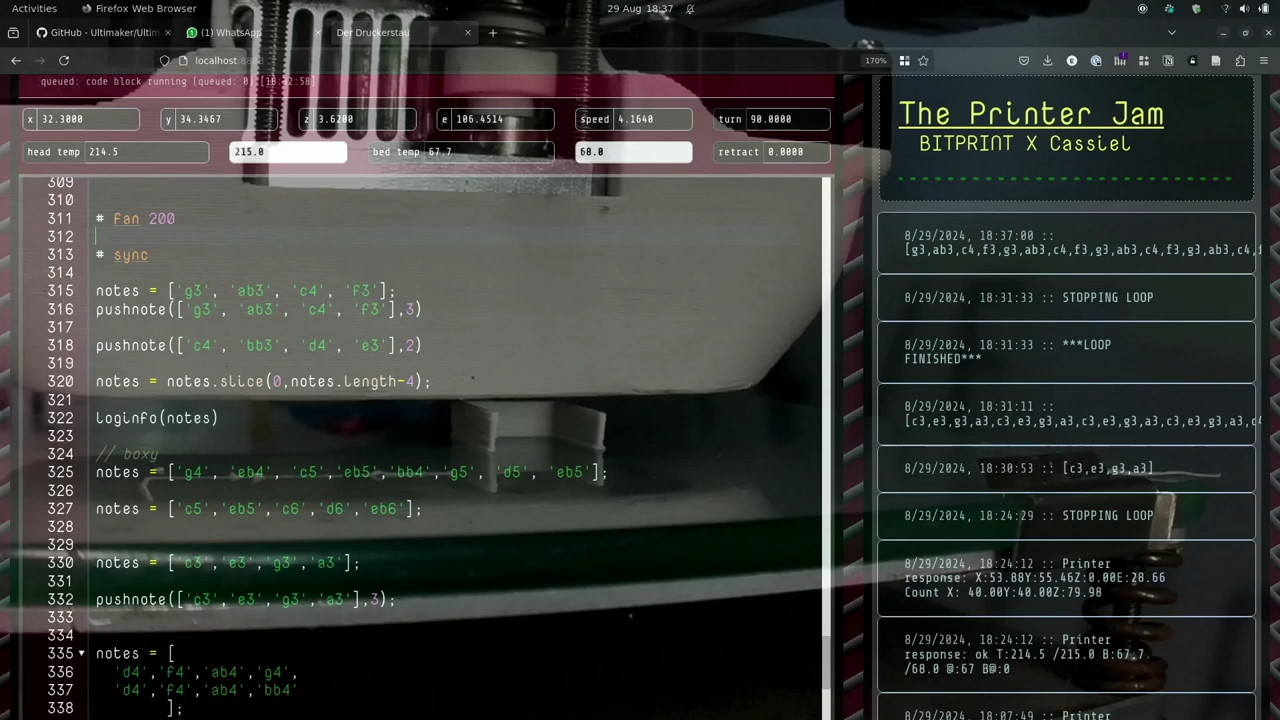 Activities Firefox Web Browser 29 Aug 18:37
GitHub - Ultimaker/Ultim × (1) WhatsApp × Der Druckerstau × +
localhost:888 170%
queued: code block running (queued: 0) [18:32:58]
x 32.3000 y 34.3467 z 3.6200 e 106.4514 speed 4.1640 turn 90.0000
head temp 214.5 215.0 bed temp 67.7 68.0 retract 0.0000
309
310
311 # fan 200
312
313 # sync
314
315 notes = ['g3', 'ab3', 'c4', 'f3'];
316 pushnote(['g3', 'ab3', 'c4', 'f3'],3)
317
318 pushnote(['c4', 'bb3', 'd4', 'e3'],2)
319
320 notes = notes.slice(0,notes.length-4);
321
322 loginfo(notes)
323
324 // boxy
325 notes = ['g4', 'eb4', 'c5','eb5','bb4','g5', 'd5', 'eb5'];
326
327 notes = ['c5','eb5','c6','d6','eb6'];
328
329
330 notes = ['c3','e3','g3','a3'];
331
332 pushnote(['c3','e3','g3','a3'],3);
333
334
335 notes = [
336 'd4','f4','ab4','g4',
337 'd4','f4','ab4','bb4'
338 ];
The Printer Jam
BITPRINT X Cassiel
8/29/2024, 18:37:00 ::
[g3,ab3,c4,f3,g3,ab3,c4,f3,g3,ab3,c4,f3,g3,ab3,c4,f
8/29/2024, 18:31:33 :: STOPPING LOOP
8/29/2024, 18:31:33 :: ***LOOP
FINISHED***
8/29/2024, 18:31:11 ::
[c3,e3,g3,a3,c3,e3,g3,a3,c3,e3,g3,a3,c3,e3,g3,a3,c
8/29/2024, 18:30:53 :: [c3,e3,g3,a3]
8/29/2024, 18:24:29 :: STOPPING LOOP
8/29/2024, 18:24:12 :: Printer
response: X:53.88Y:55.46Z:0.00E:28.66
Count X: 40.00Y:40.00Z:79.98
8/29/2024, 18:24:12 :: Printer
response: ok T:214.5 /215.0 B:67.7
/68.0 @:67 B@:0
8/29/2024, 18:07:49 :: Printer